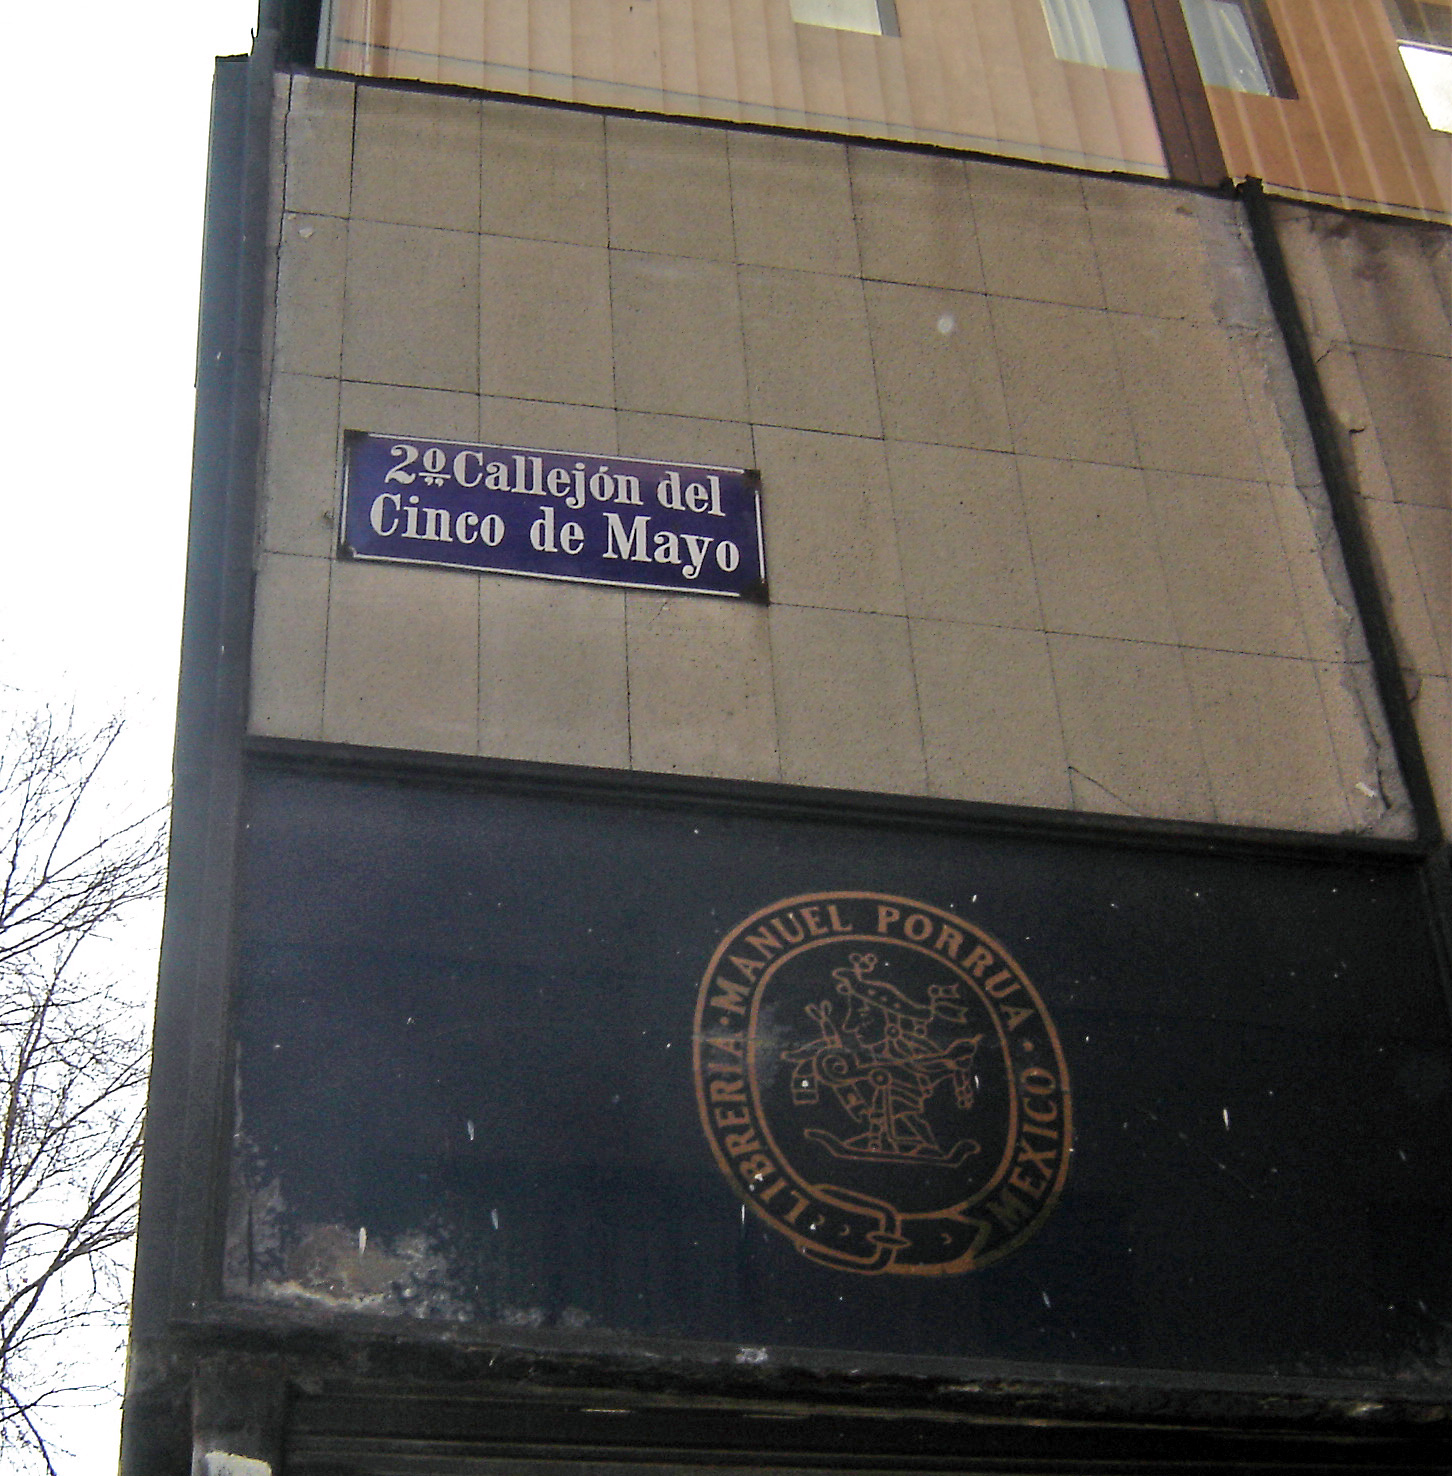 2º Callejón del
Cinco de Mayo
LIBRERIA · MANUEL PORRUA · MEXICO